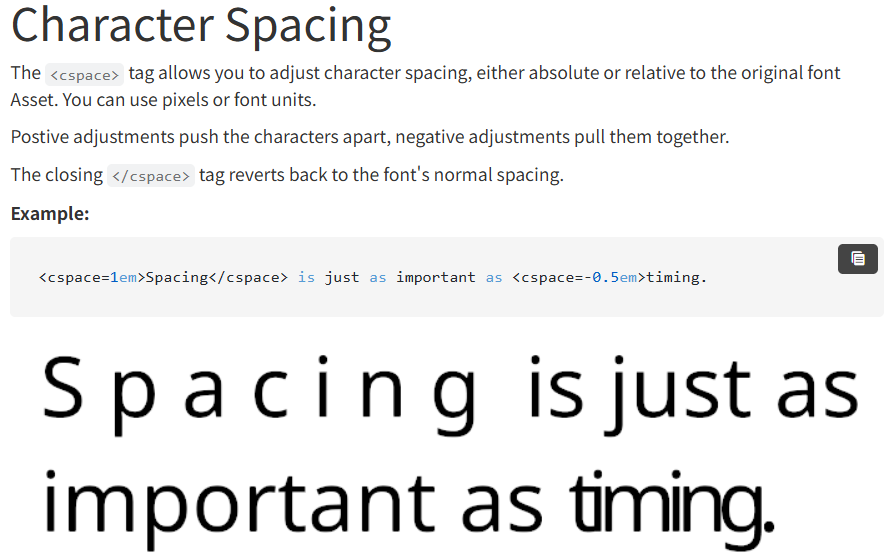 Character Spacing
The <cspace> tag allows you to adjust character spacing, either absolute or relative to the original font
Asset. You can use pixels or font units.
Postive adjustments push the characters apart, negative adjustments pull them together.
The closing </cspace> tag reverts back to the font's normal spacing.
Example:
<cspace=1em>Spacing</cspace> is just as important as <cspace=-0.5em>timing.
Spacing is just as
important as timing.